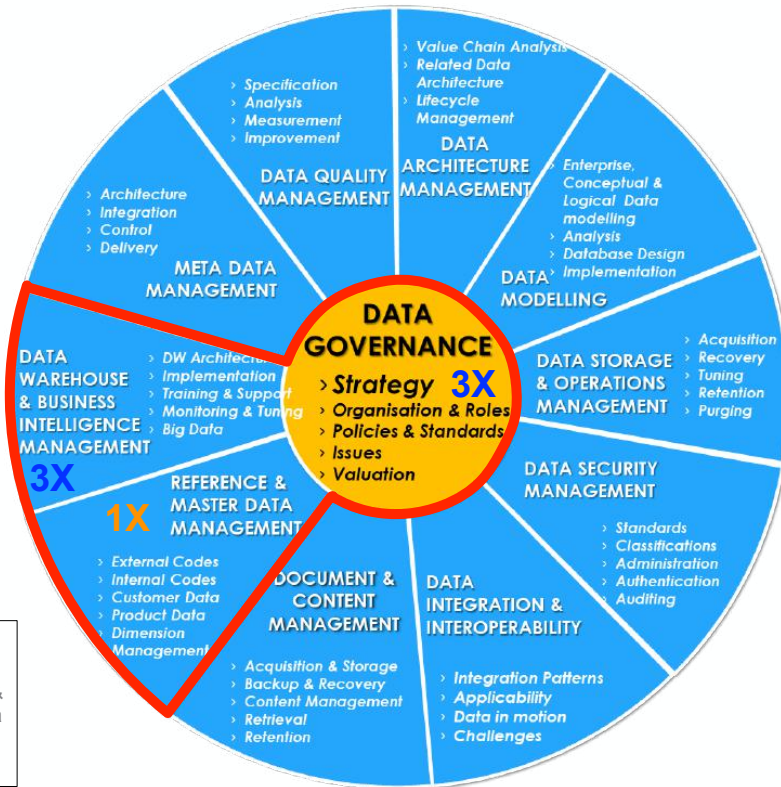 › Value Chain Analysis
› Related Data
Architecture
› Lifecycle
Management
DATA
ARCHITECTURE
MANAGEMENT
› Enterprise,
Conceptual &
Logical Data
modelling
› Analysis
› Database Design
› Implementation
DATA
MODELLING
› Acquisition
› Recovery
› Tuning
› Retention
› Purging
DATA STORAGE
& OPERATIONS
MANAGEMENT
DATA SECURITY
MANAGEMENT
› Standards
› Classifications
› Administration
› Authentication
› Auditing
DATA
INTEGRATION &
INTEROPERABILITY
› Integration Patterns
› Applicability
› Data in motion
› Challenges
DOCUMENT &
CONTENT
MANAGEMENT
› Acquisition & Storage
› Backup & Recovery
› Content Management
› Retrieval
› Retention
1X
REFERENCE &
MASTER DATA
MANAGEMENT
› External Codes
› Internal Codes
› Customer Data
› Product Data
› Dimension
Management
DATA
WAREHOUSE
& BUSINESS
INTELLIGENCE
MANAGEMENT
3X
› DW Architecture
› Implementation
› Training & Support
› Monitoring & Tuning
› Big Data
› Architecture
› Integration
› Control
› Delivery
META DATA
MANAGEMENT
› Specification
› Analysis
› Measurement
› Improvement
DATA QUALITY
MANAGEMENT
DATA
GOVERNANCE
› Strategy 3X
› Organisation & Roles
› Policies & Standards
› Issues
› Valuation